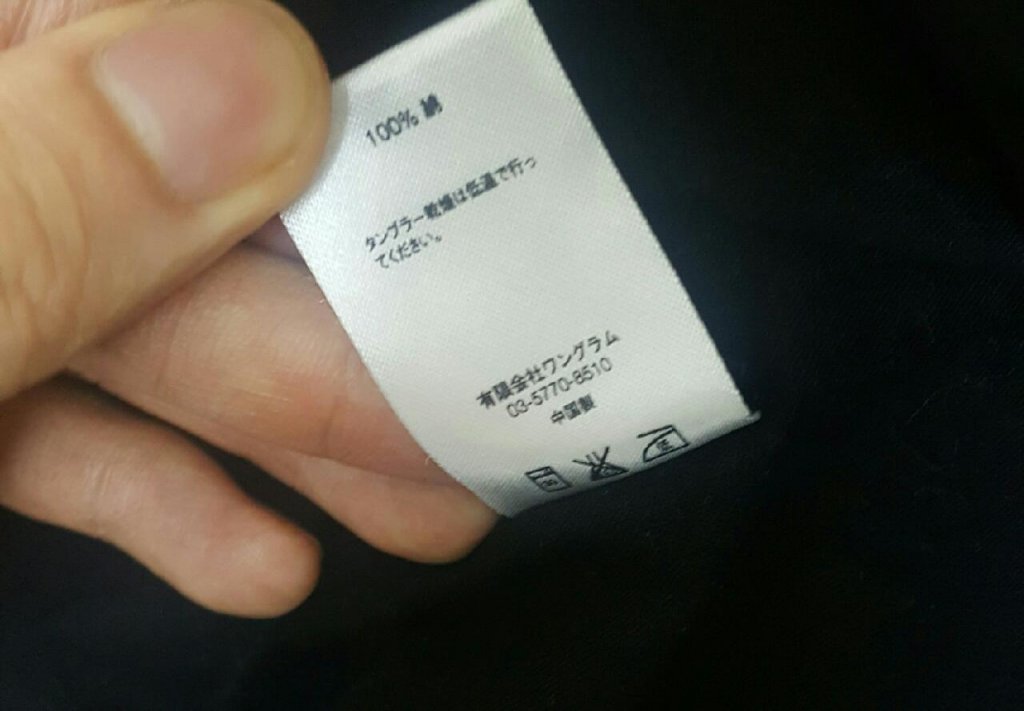 100% 綿
タンブラー乾燥は低温で行っ
てください。
有限会社ワングラム
03-5770-8510
中国製